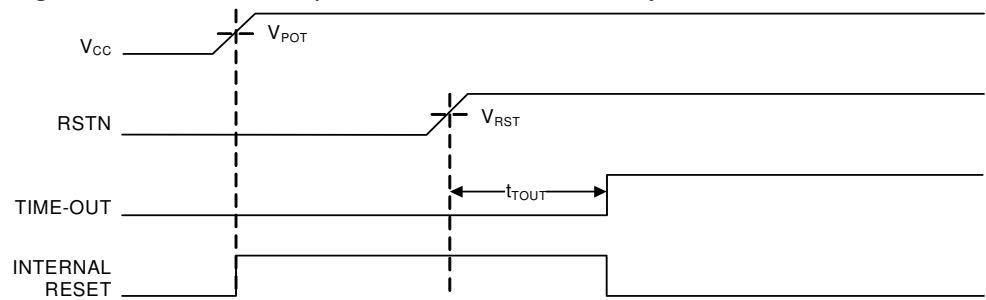 VCC
VPOT
RSTN
VRST
tTOUT
TIME-OUT
INTERNAL
RESET